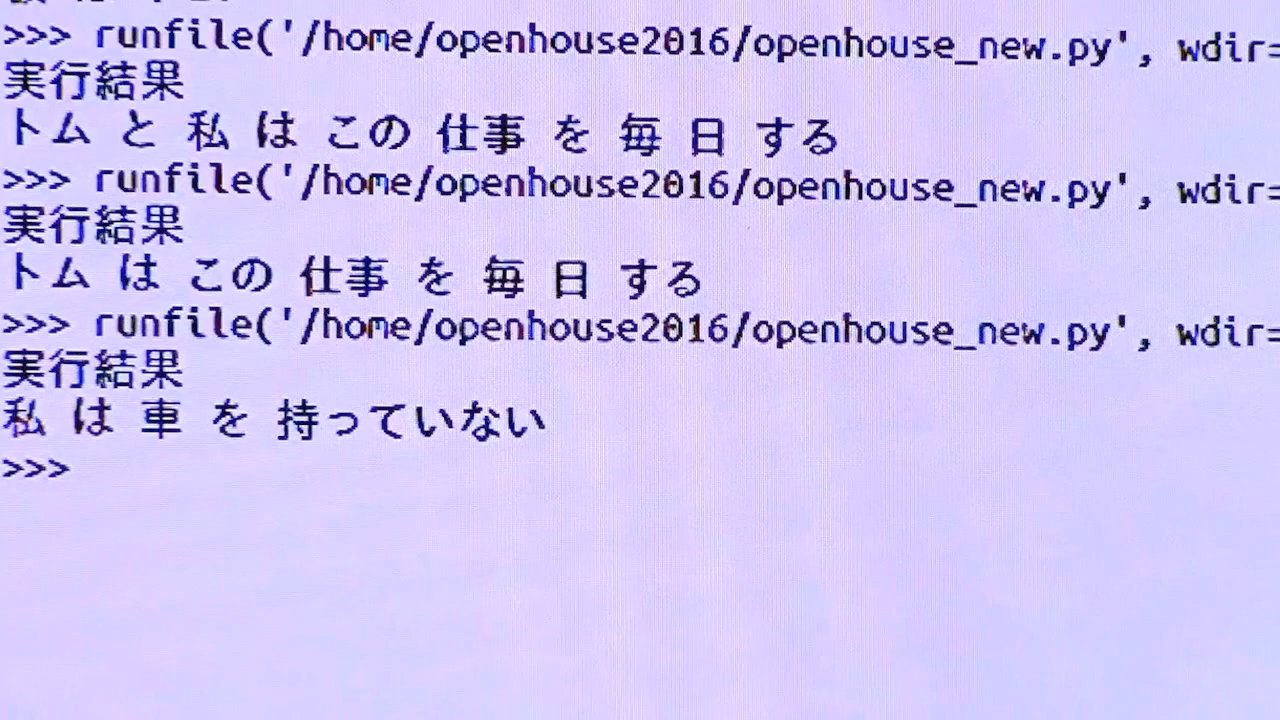 >>> runfile('/home/openhouse2016/openhouse_new.py', wdir=
実行結果
トム と 私 は この 仕事 を 毎 日 する
>>> runfile('/home/openhouse2016/openhouse_new.py', wdir=
実行結果
トム は この 仕事 を 毎 日 する
>>> runfile('/home/openhouse2016/openhouse_new.py', wdir=
実行結果
私 は 車 を 持っていない
>>>